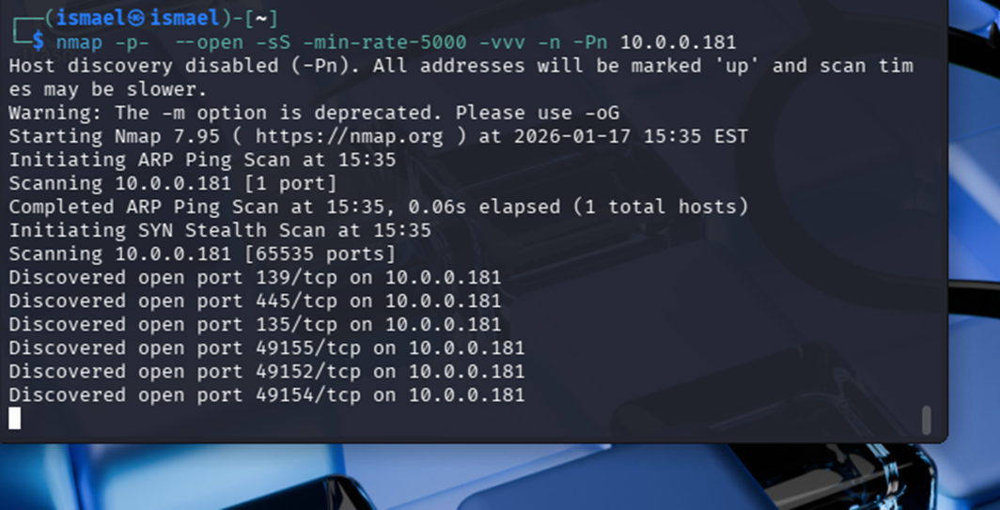 ┌──(ismael㉿ismael)-[~]
└─$ nmap -p-  --open -sS -min-rate-5000 -vvv -n -Pn 10.0.0.181
Host discovery disabled (-Pn). All addresses will be marked 'up' and scan tim
es may be slower.
Warning: The -m option is deprecated. Please use -oG
Starting Nmap 7.95 ( https://nmap.org ) at 2026-01-17 15:35 EST
Initiating ARP Ping Scan at 15:35
Scanning 10.0.0.181 [1 port]
Completed ARP Ping Scan at 15:35, 0.06s elapsed (1 total hosts)
Initiating SYN Stealth Scan at 15:35
Scanning 10.0.0.181 [65535 ports]
Discovered open port 139/tcp on 10.0.0.181
Discovered open port 445/tcp on 10.0.0.181
Discovered open port 135/tcp on 10.0.0.181
Discovered open port 49155/tcp on 10.0.0.181
Discovered open port 49152/tcp on 10.0.0.181
Discovered open port 49154/tcp on 10.0.0.181